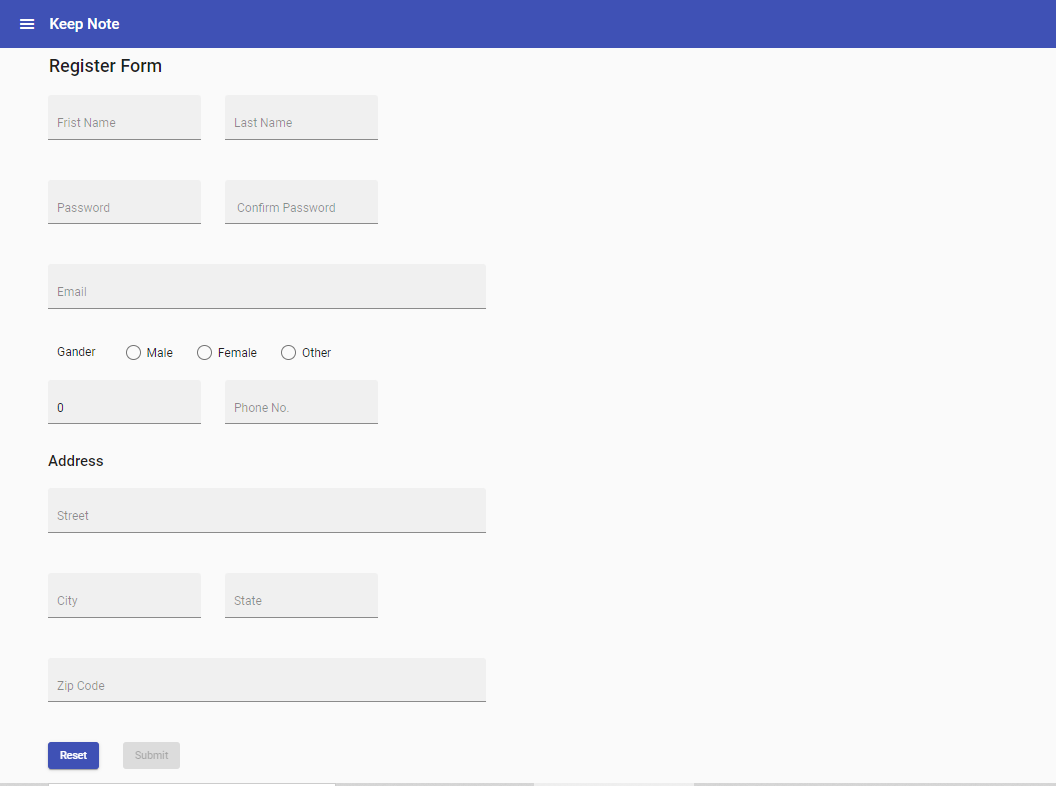 Keep Note
Register Form
Frist Name Last Name
Password Confirm Password
Email
Gander Male Female Other
0 Phone No.
Address
Street
City State
Zip Code
Reset Submit